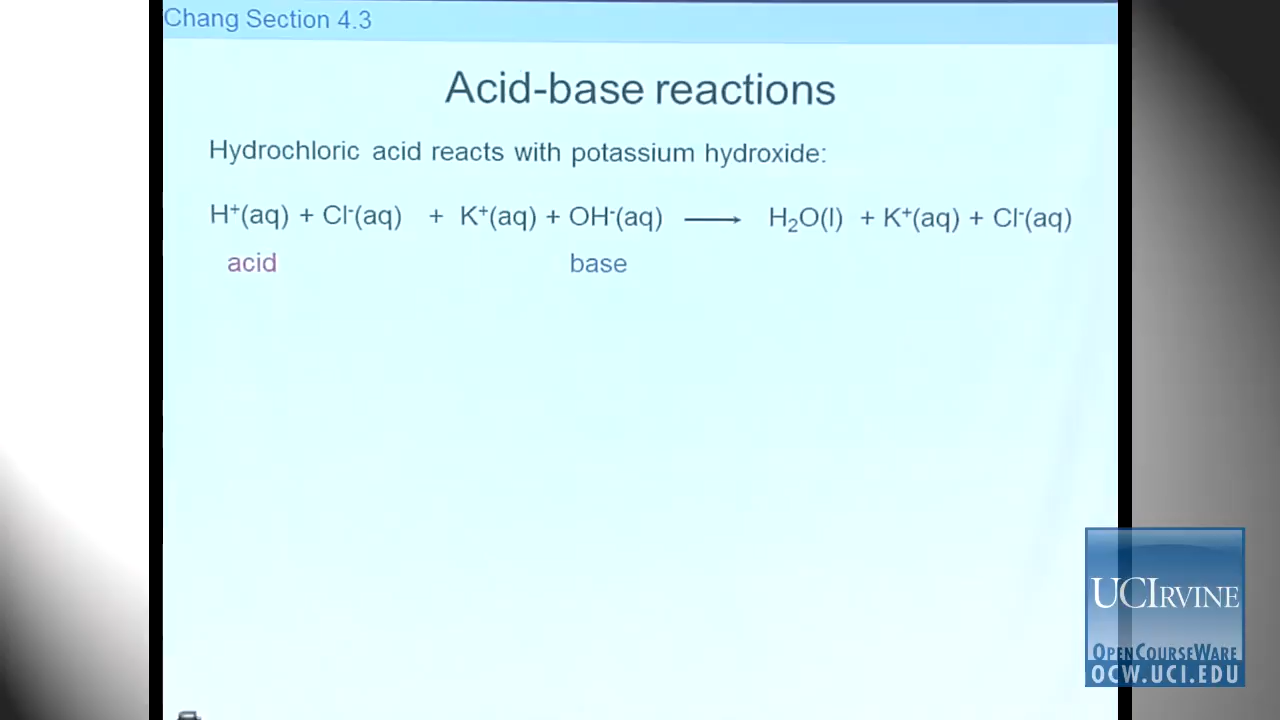 Chang Section 4.3
Acid-base reactions
Hydrochloric acid reacts with potassium hydroxide:
H⁺(aq) + Cl⁻(aq) + K⁺(aq) + OH⁻(aq) ⟶ H₂O(l) + K⁺(aq) + Cl⁻(aq)
acid base
UCIRVINE
OPENCOURSEWARE
OCW.UCI.EDU